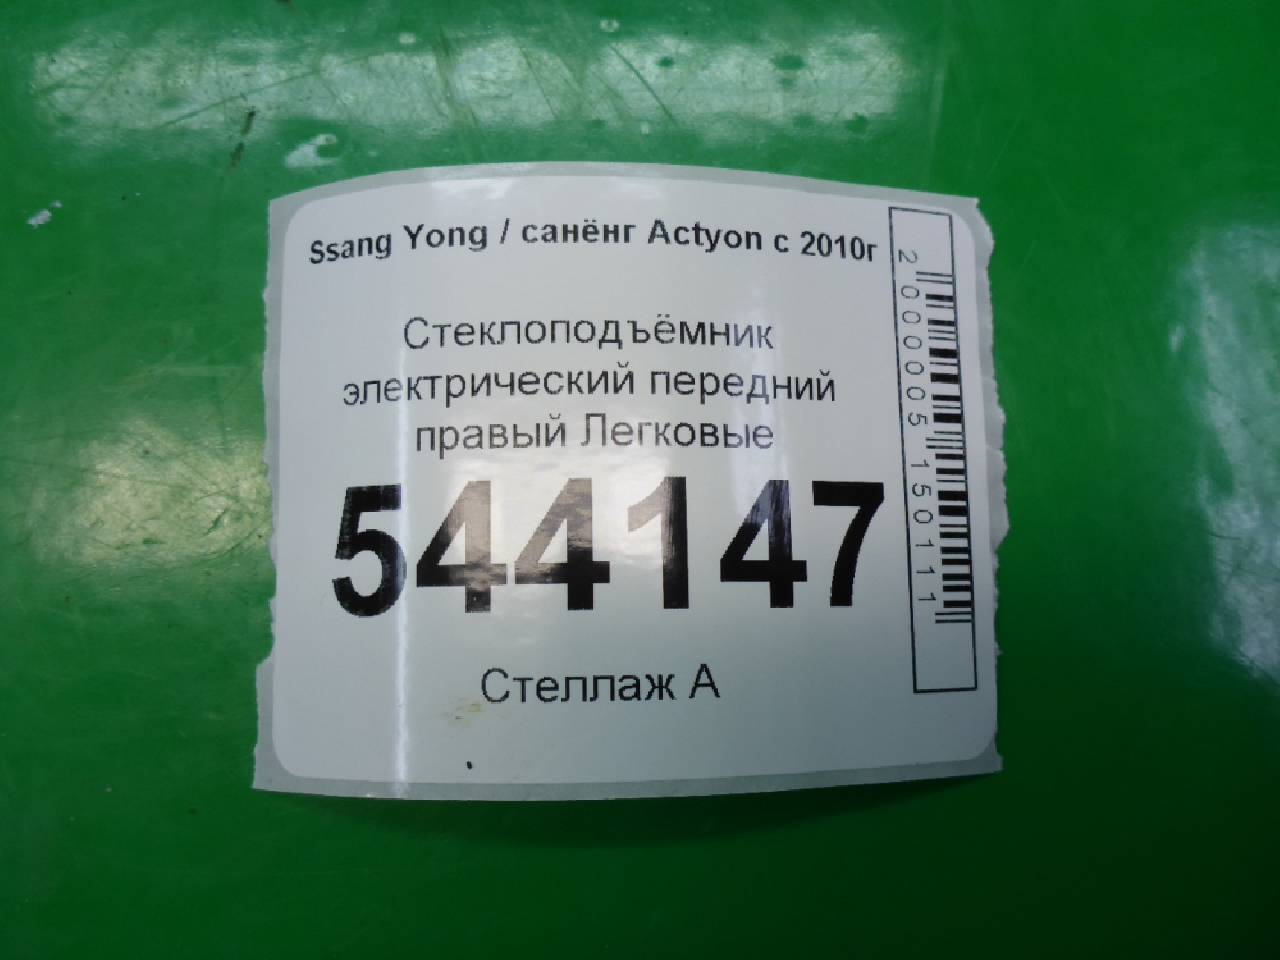 Ssang Yong / санёнг Actyon с 2010г
Стеклоподъёмник
электрический передний
правый Легковые
544147
Стеллаж А
2000005150111